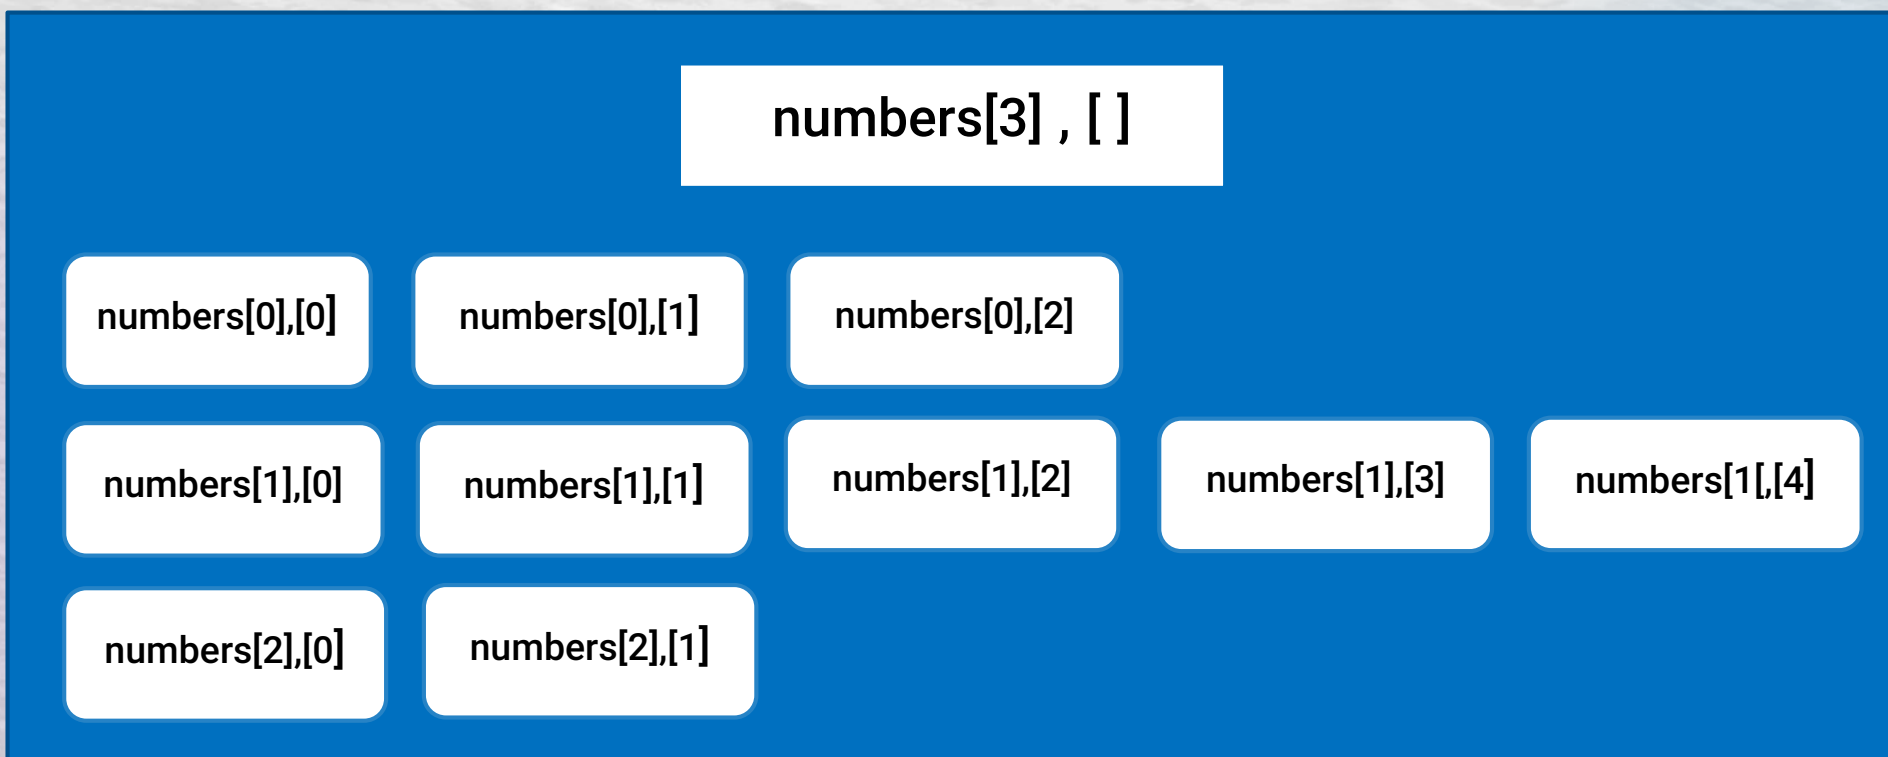 numbers[3] , [ ]
numbers[0],[0]
numbers[0],[1]
numbers[0],[2]
numbers[1],[0]
numbers[1],[1]
numbers[1],[2]
numbers[1],[3]
numbers[1[,[4]
numbers[2],[0]
numbers[2],[1]